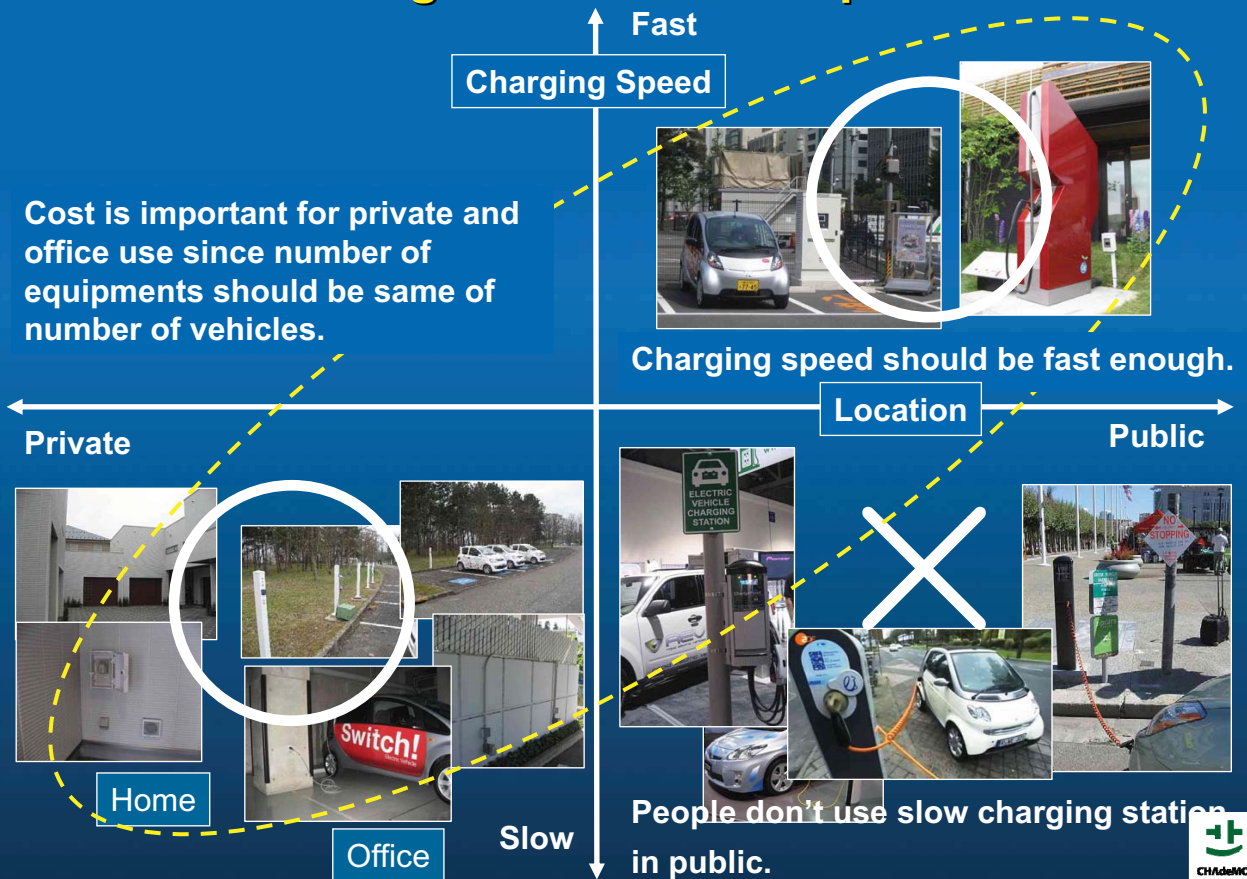 Fast
Charging Speed
Cost is important for private and
office use since number of
equipments should be same of
number of vehicles.
Charging speed should be fast enough.
Location
Private
Public
ELECTRIC
VEHICLE
CHARGING
STATION
NO
STOPPING
Switch!
Home
Office
Slow
People don't use slow charging station
in public.
CHAdeMO